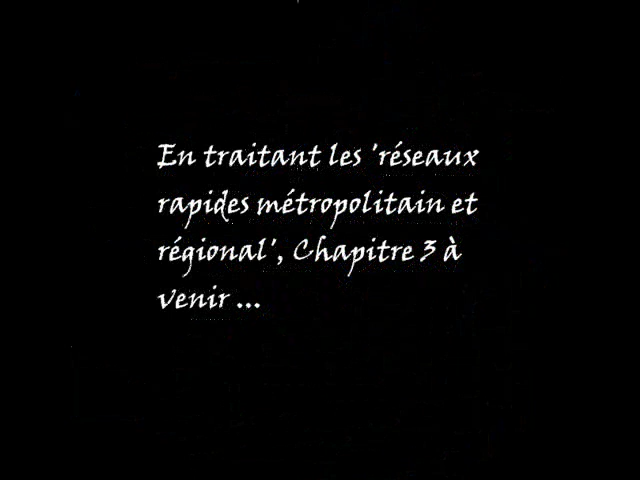 En traitant les 'réseaux
rapides métropolitain et
régional', Chapitre 3 à
venir ...